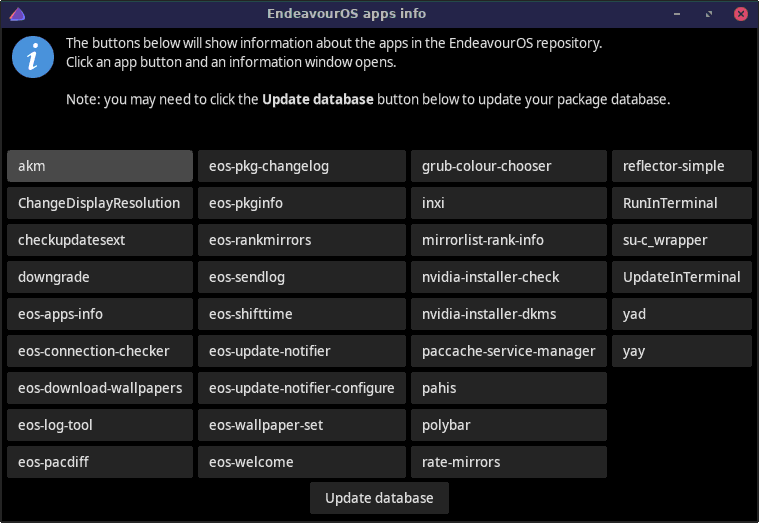 EndeavourOS apps info
The buttons below will show information about the apps in the EndeavourOS repository.
Click an app button and an information window opens.
Note: you may need to click the Update database button below to update your package database.
akm
eos-pkg-changelog
grub-colour-chooser
reflector-simple
ChangeDisplayResolution
eos-pkginfo
inxi
RunInTerminal
checkupdatesext
eos-rankmirrors
mirrorlist-rank-info
su-c_wrapper
downgrade
eos-sendlog
nvidia-installer-check
UpdateInTerminal
eos-apps-info
eos-shifttime
nvidia-installer-dkms
yad
eos-connection-checker
eos-update-notifier
paccache-service-manager
yay
eos-download-wallpapers
eos-update-notifier-configure
pahis
eos-log-tool
eos-wallpaper-set
polybar
eos-pacdiff
eos-welcome
rate-mirrors
Update database